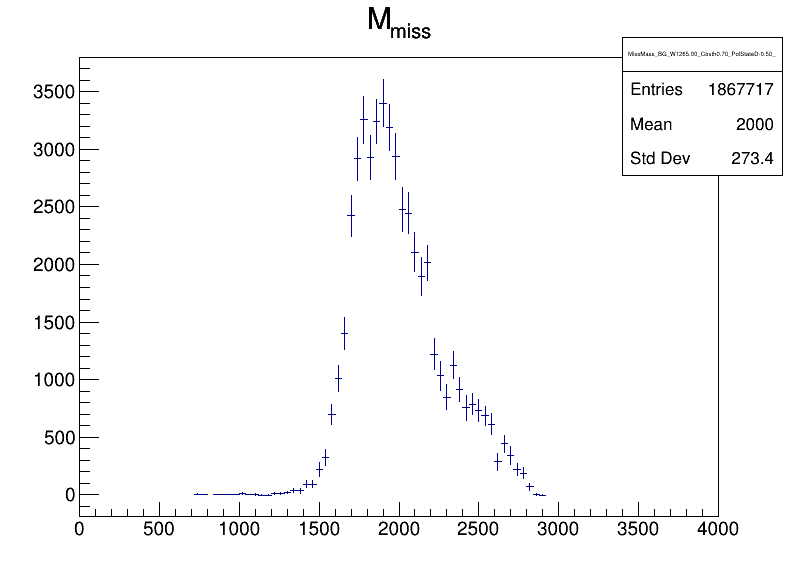 M_miss
MissMass_BG_W1265.00_Costh0.70_PolStateD-0.50_
Entries 1867717
Mean 2000
Std Dev 273.4
3500
3000
2500
2000
1500
1000
500
0
0 500 1000 1500 2000 2500 3000 3500 4000